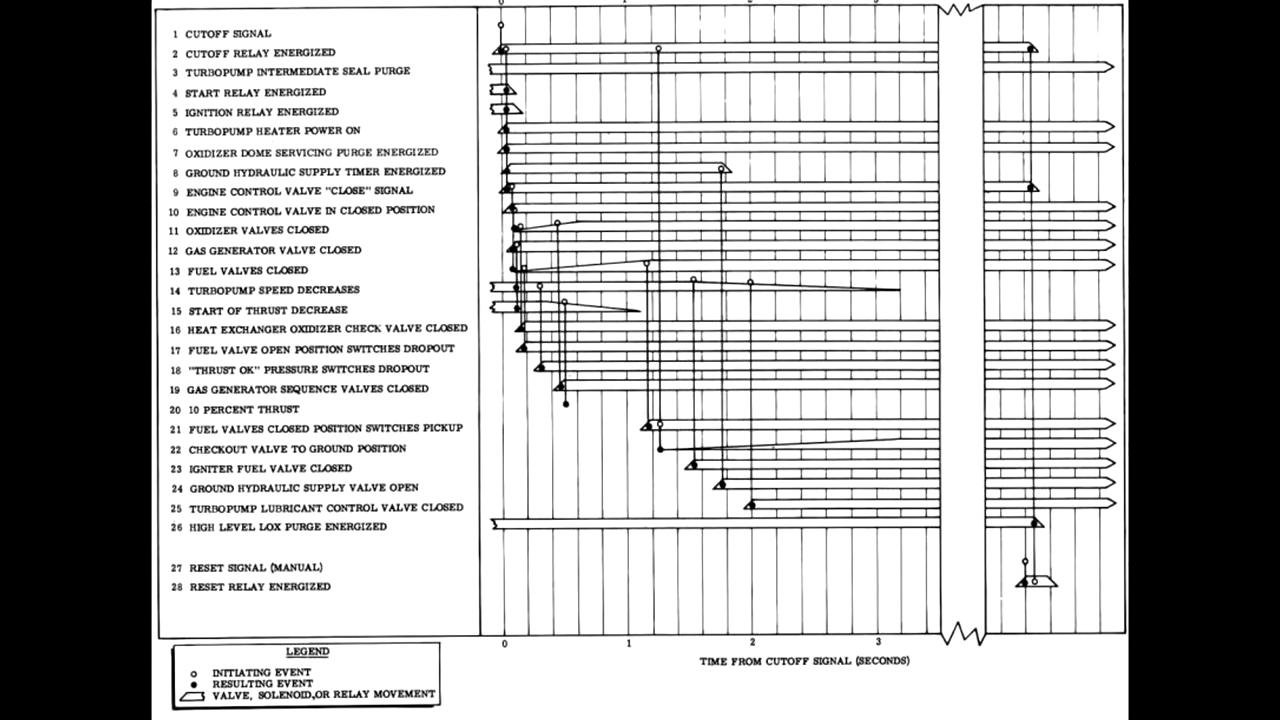 0 1 2 3
1 CUTOFF SIGNAL
2 CUTOFF RELAY ENERGIZED
3 TURBOPUMP INTERMEDIATE SEAL PURGE
4 START RELAY ENERGIZED
5 IGNITION RELAY ENERGIZED
6 TURBOPUMP HEATER POWER ON
7 OXIDIZER DOME SERVICING PURGE ENERGIZED
8 GROUND HYDRAULIC SUPPLY TIMER ENERGIZED
9 ENGINE CONTROL VALVE "CLOSE" SIGNAL
10 ENGINE CONTROL VALVE IN CLOSED POSITION
11 OXIDIZER VALVES CLOSED
12 GAS GENERATOR VALVE CLOSED
13 FUEL VALVES CLOSED
14 TURBOPUMP SPEED DECREASES
15 START OF THRUST DECREASE
16 HEAT EXCHANGER OXIDIZER CHECK VALVE CLOSED
17 FUEL VALVE OPEN POSITION SWITCHES DROPOUT
18 "THRUST OK" PRESSURE SWITCHES DROPOUT
19 GAS GENERATOR SEQUENCE VALVES CLOSED
20 10 PERCENT THRUST
21 FUEL VALVES CLOSED POSITION SWITCHES PICKUP
22 CHECKOUT VALVE TO GROUND POSITION
23 IGNITER FUEL VALVE CLOSED
24 GROUND HYDRAULIC SUPPLY VALVE OPEN
25 TURBOPUMP LUBRICANT CONTROL VALVE CLOSED
26 HIGH LEVEL LOX PURGE ENERGIZED
27 RESET SIGNAL (MANUAL)
28 RESET RELAY ENERGIZED
0 1 2 3
TIME FROM CUTOFF SIGNAL (SECONDS)
LEGEND
INITIATING EVENT
RESULTING EVENT
VALVE, SOLENOID,OR RELAY MOVEMENT